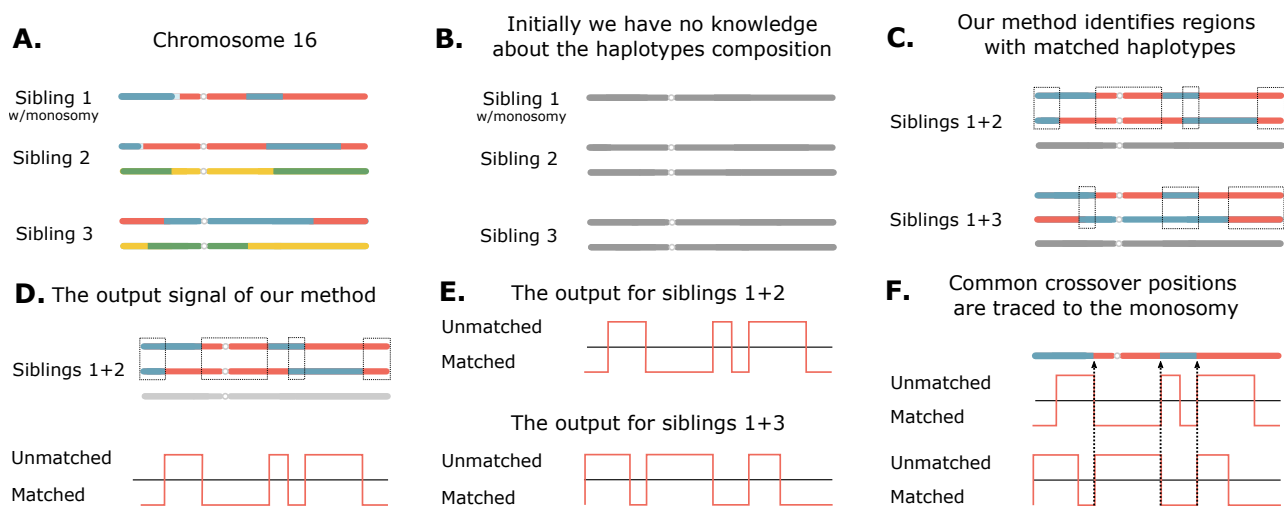 A.
Chromosome 16
Sibling 1
w/monosomy
Sibling 2
Sibling 3
B.
Initially we have no knowledge
about the haplotypes composition
Sibling 1
w/monosomy
Sibling 2
Sibling 3
C.
Our method identifies regions
with matched haplotypes
Siblings 1+2
Siblings 1+3
D.
The output signal of our method
Siblings 1+2
Unmatched
Matched
E.
The output for siblings 1+2
Unmatched
Matched
The output for siblings 1+3
Unmatched
Matched
F.
Common crossover positions
are traced to the monosomy
Unmatched
Matched
Unmatched
Matched